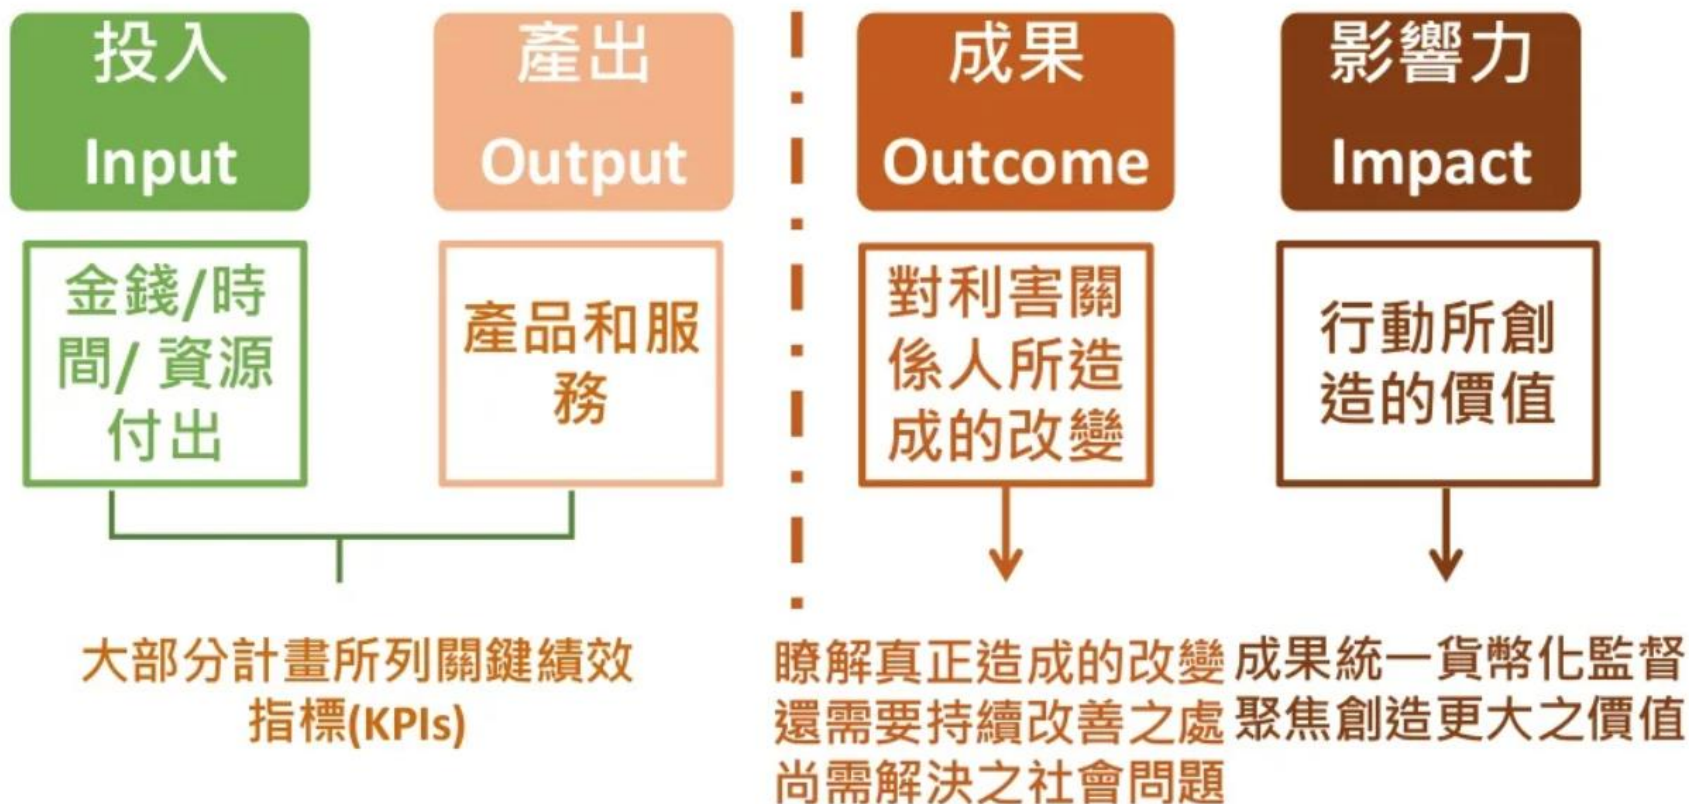 投入
Input
產出
Output
成果
Outcome
影響力
Impact
金錢/時
間/ 資源
付出
產品和服
務
對利害關
係人所造
成的改變
行動所創
造的價值
大部分計畫所列關鍵績效
指標(KPIs)
瞭解真正造成的改變
還需要持續改善之處
尚需解決之社會問題
成果統一貨幣化監督
聚焦創造更大之價值